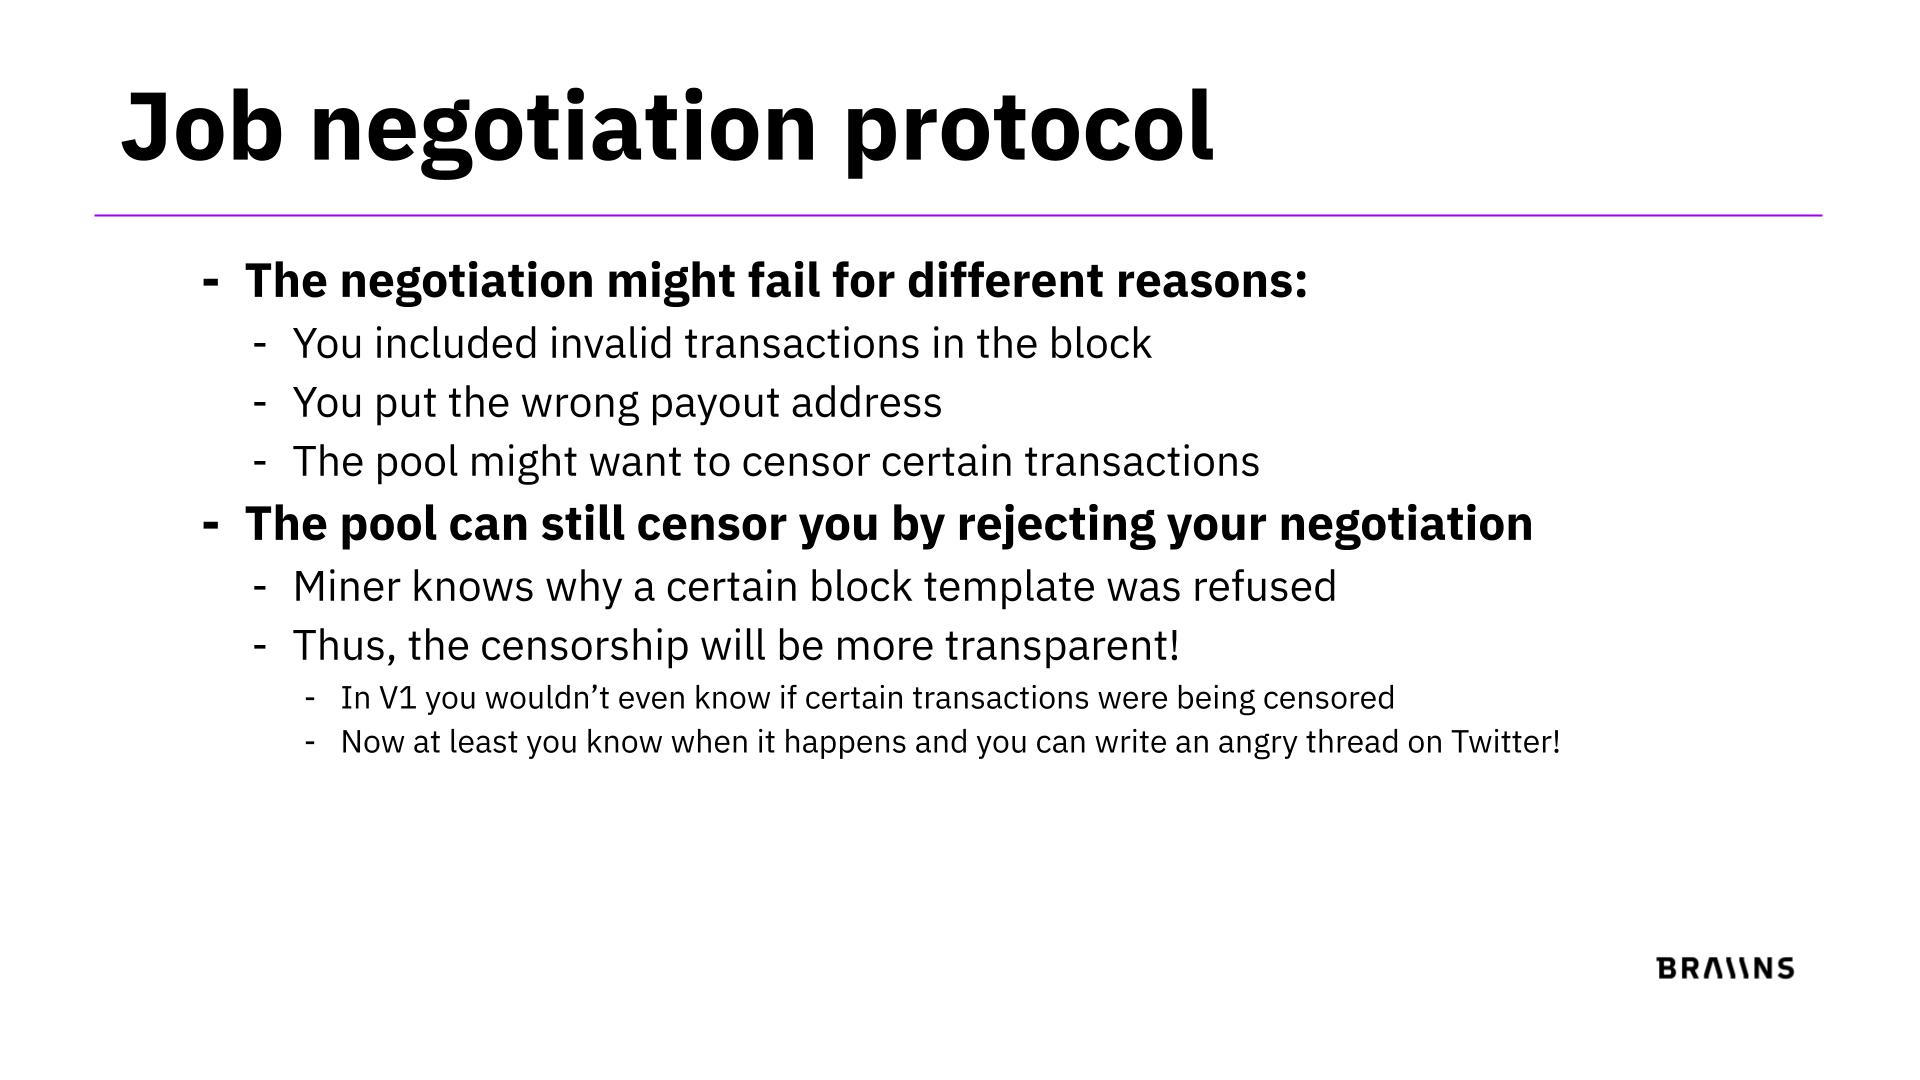 Job negotiation protocol
- The negotiation might fail for different reasons:
- You included invalid transactions in the block
- You put the wrong payout address
- The pool might want to censor certain transactions
- The pool can still censor you by rejecting your negotiation
- Miner knows why a certain block template was refused
- Thus, the censorship will be more transparent!
- In V1 you wouldn’t even know if certain transactions were being censored
- Now at least you know when it happens and you can write an angry thread on Twitter!
BRAIINS